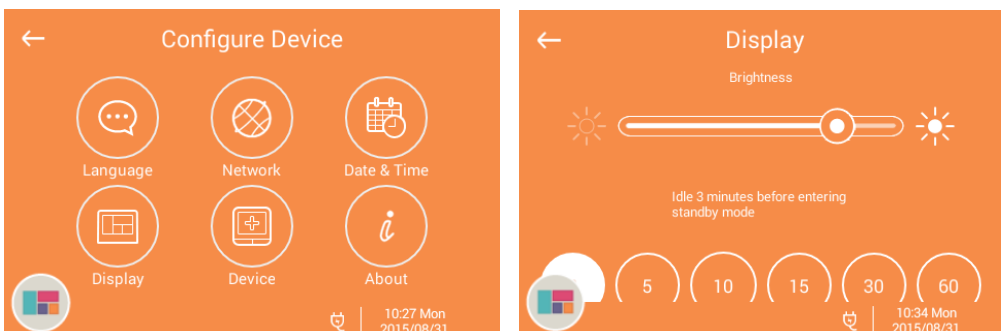 Configure Device
Language
Network
Date & Time
Display
Device
About
10:27 Mon
2015/08/31
Display
Brightness
Idle 3 minutes before entering
standby mode
5
10
15
30
60
10:34 Mon
2015/08/31